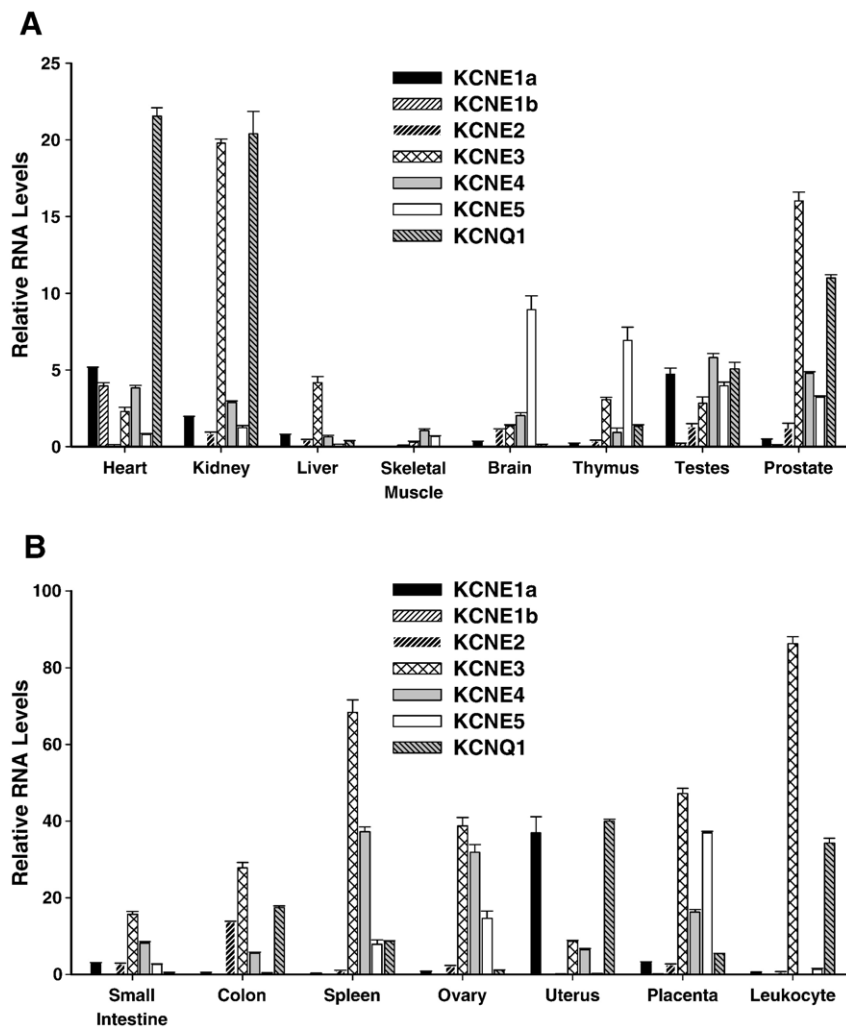 A
25
20
15
10
5
0
Relative RNA Levels
KCNE1a
KCNE1b
KCNE2
KCNE3
KCNE4
KCNE5
KCNQ1
Heart Kidney Liver Skeletal Brain Thymus Testes Prostate
Muscle
B
100
80
60
40
20
0
Relative RNA Levels
KCNE1a
KCNE1b
KCNE2
KCNE3
KCNE4
KCNE5
KCNQ1
Small Colon Spleen Ovary Uterus Placenta Leukocyte
Intestine